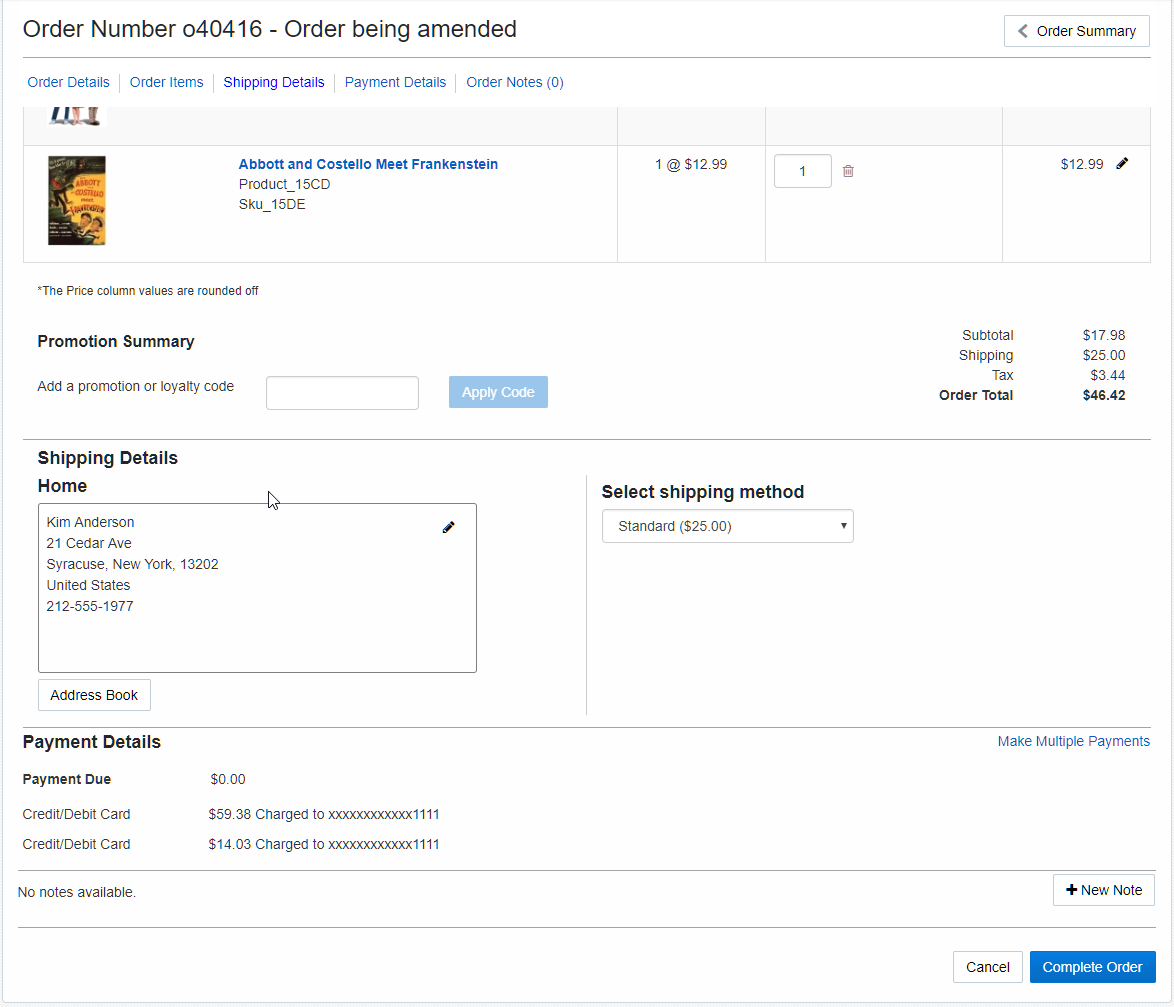 Order Number o40416 - Order being amended
Order Summary
Order Details
Order Items
Shipping Details
Payment Details
Order Notes (0)
ABBOTT
COSTELLO
FRANKENSTEIN
Abbott and Costello Meet Frankenstein
Product_15CD
Sku_15DE
1 @ $12.99
1
$12.99
*The Price column values are rounded off
Promotion Summary
Add a promotion or loyalty code
Apply Code
Subtotal $17.98
Shipping $25.00
Tax $3.44
Order Total $46.42
Shipping Details
Home
Kim Anderson
21 Cedar Ave
Syracuse, New York, 13202
United States
212-555-1977
Address Book
Select shipping method
Standard ($25.00)
Payment Details
Make Multiple Payments
Payment Due $0.00
Credit/Debit Card $59.38 Charged to xxxxxxxxxxxx1111
Credit/Debit Card $14.03 Charged to xxxxxxxxxxxx1111
No notes available.
New Note
Cancel
Complete Order